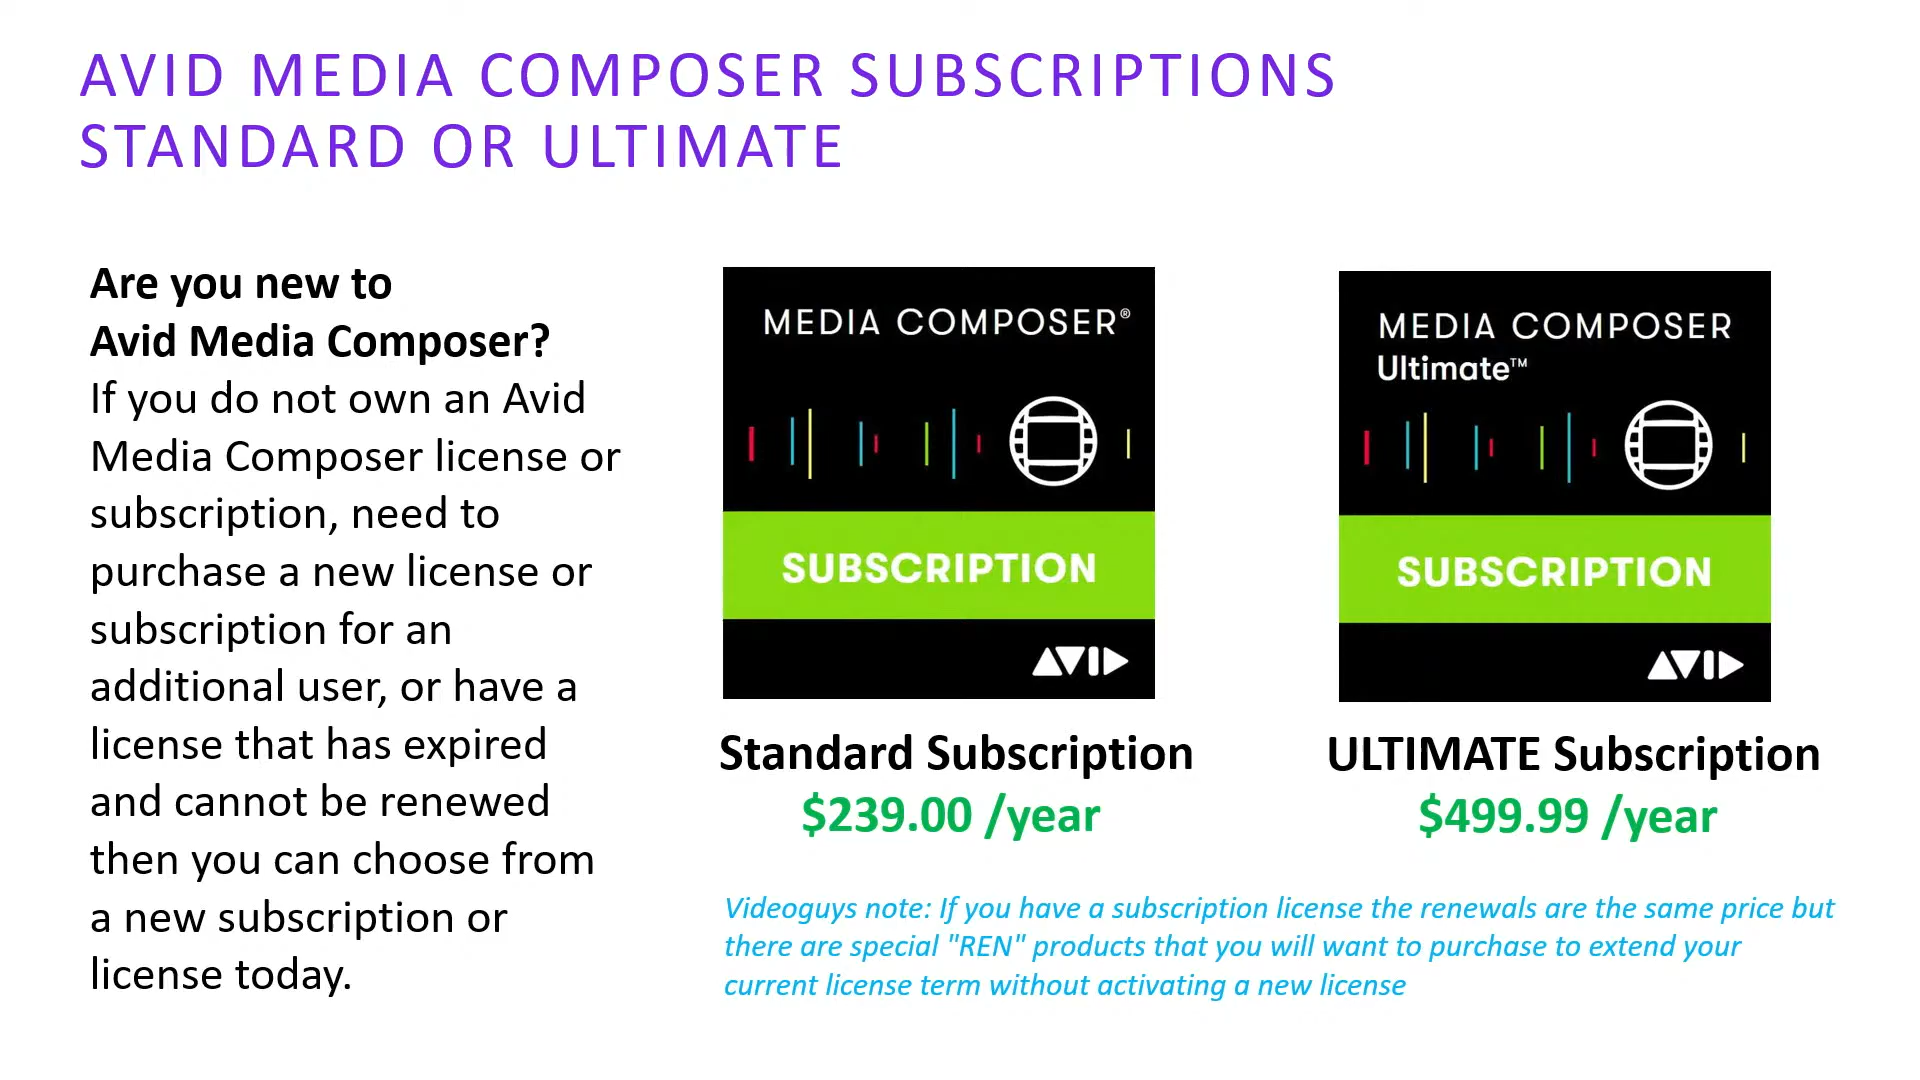 AVID MEDIA COMPOSER SUBSCRIPTIONS
STANDARD OR ULTIMATE
Are you new to
Avid Media Composer?
If you do not own an Avid
Media Composer license or
subscription, need to
purchase a new license or
subscription for an
additional user, or have a
license that has expired
and cannot be renewed
then you can choose from
a new subscription or
license today.
MEDIA COMPOSER®
SUBSCRIPTION
AVID
Standard Subscription
$239.00 /year
MEDIA COMPOSER
Ultimate™
SUBSCRIPTION
AVID
ULTIMATE Subscription
$499.99 /year
Videoguys note: If you have a subscription license the renewals are the same price but
there are special "REN" products that you will want to purchase to extend your
current license term without activating a new license